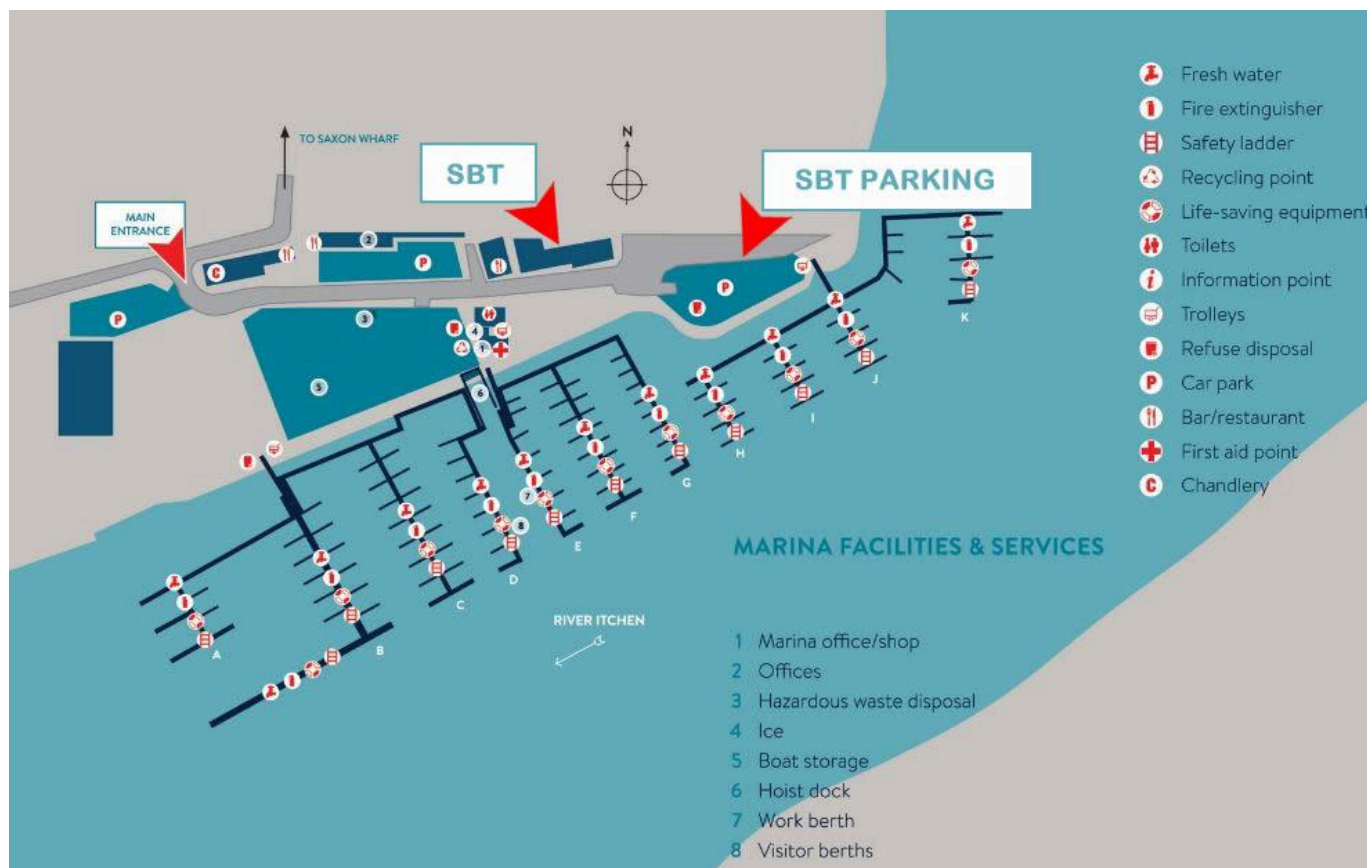 TO SAXON WHARF
N
SBT
SBT PARKING
MAIN
ENTRANCE
2
C
P
P
P
3
4
1
5
6
7
8
A
B
C
D
E
F
G
H
I
J
K
RIVER ITCHEN
Fresh water
Fire extinguisher
Safety ladder
Recycling point
Life-saving equipment
Toilets
i Information point
Trolleys
Refuse disposal
P Car park
Bar/restaurant
First aid point
C Chandlery
MARINA FACILITIES & SERVICES
1 Marina office/shop
2 Offices
3 Hazardous waste disposal
4 Ice
5 Boat storage
6 Hoist dock
7 Work berth
8 Visitor berths